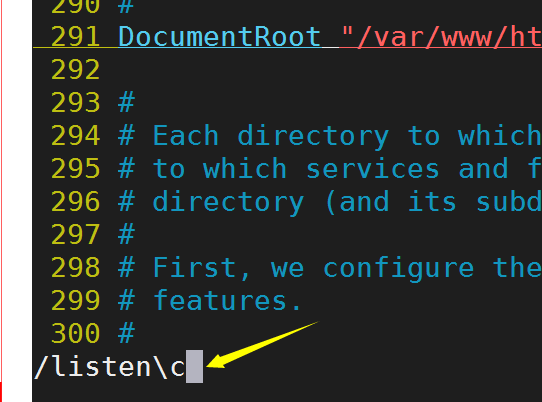 290 #
291 DocumentRoot "/var/www/ht
292
293 #
294 # Each directory to which
295 # to which services and f
296 # directory (and its subd
297 #
298 # First, we configure the
299 # features.
300 #
/listen\c